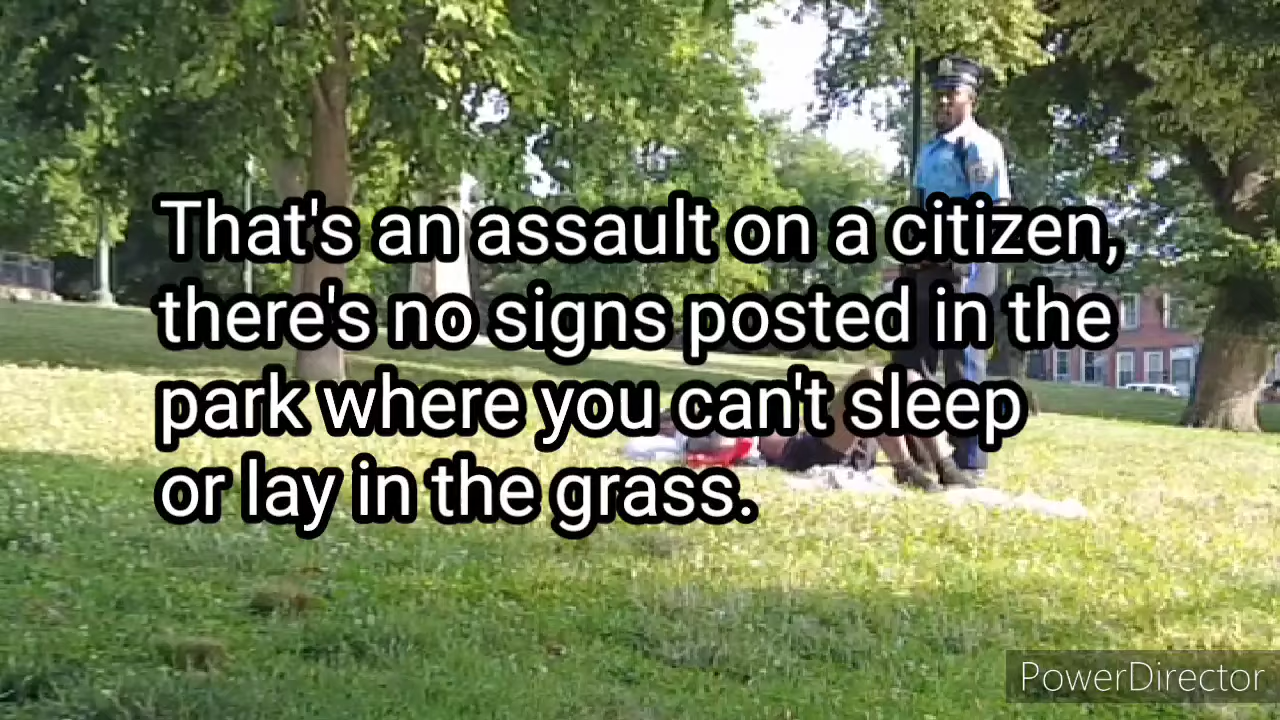 That's an assault on a citizen,
there's no signs posted in the
park where you can't sleep
or lay in the grass.
PowerDirector